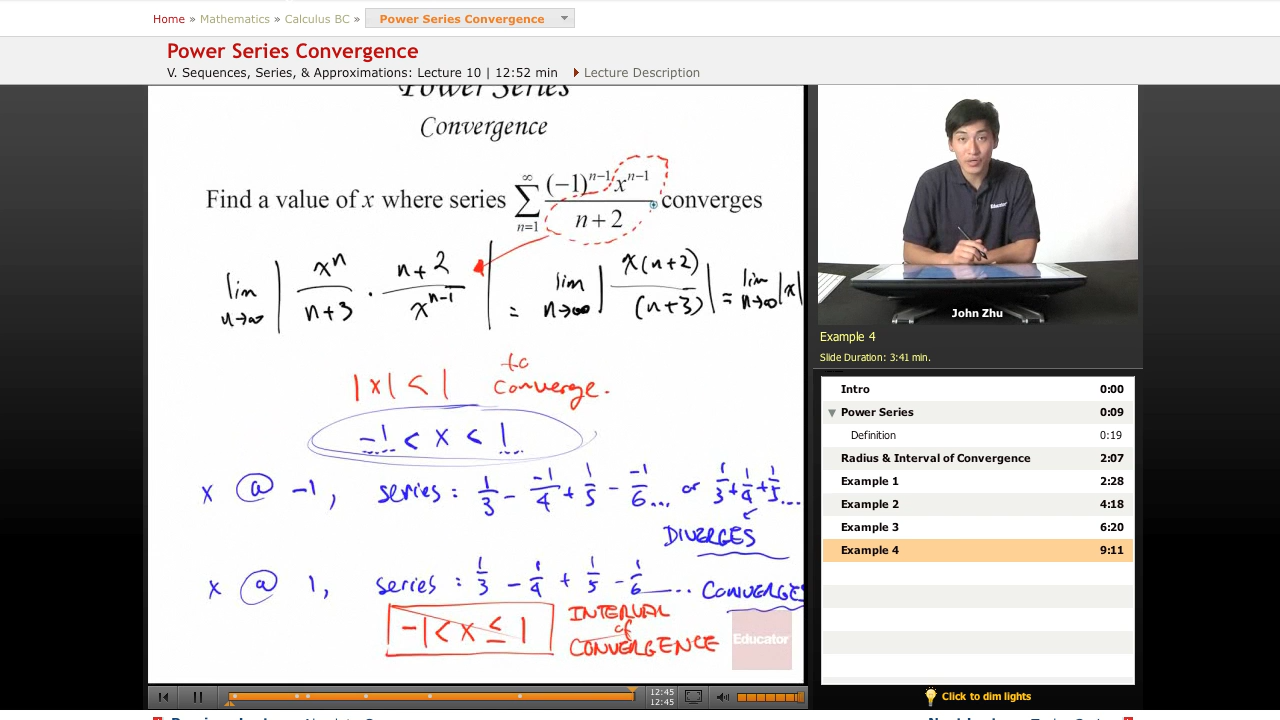 Home » Mathematics » Calculus BC » Power Series Convergence
Power Series Convergence
V. Sequences, Series, & Approximations: Lecture 10 | 12:52 min Lecture Description
Power Series
Convergence
Find a value of x where series ∑ n=1 ∞ (−1)^{n−1} x^{n−1} / n+2 converges
lim n→∞ | x^n / n+3 · n+2 / x^{n-1} | = lim n→∞ | x(n+2) / (n+3) | = lim n→∞ |x|
|x| < 1 to converge.
-1 < x < 1
x @ -1, series: 1/3 - -1/4 + 1/5 - -1/6 ... or 1/3 + 1/4 + 1/5 ...
DIVERGES
x @ 1, series: 1/3 - 1/4 + 1/5 - 1/6 ... CONVERGES
-1 < x ≤ 1 INTERVAL of CONVERGENCE
Educator
12:45
12:45
Educator
John Zhu
Example 4
Slide Duration: 3:41 min.
Intro 0:00
Power Series 0:09
Definition 0:19
Radius & Interval of Convergence 2:07
Example 1 2:28
Example 2 4:18
Example 3 6:20
Example 4 9:11
Click to dim lights